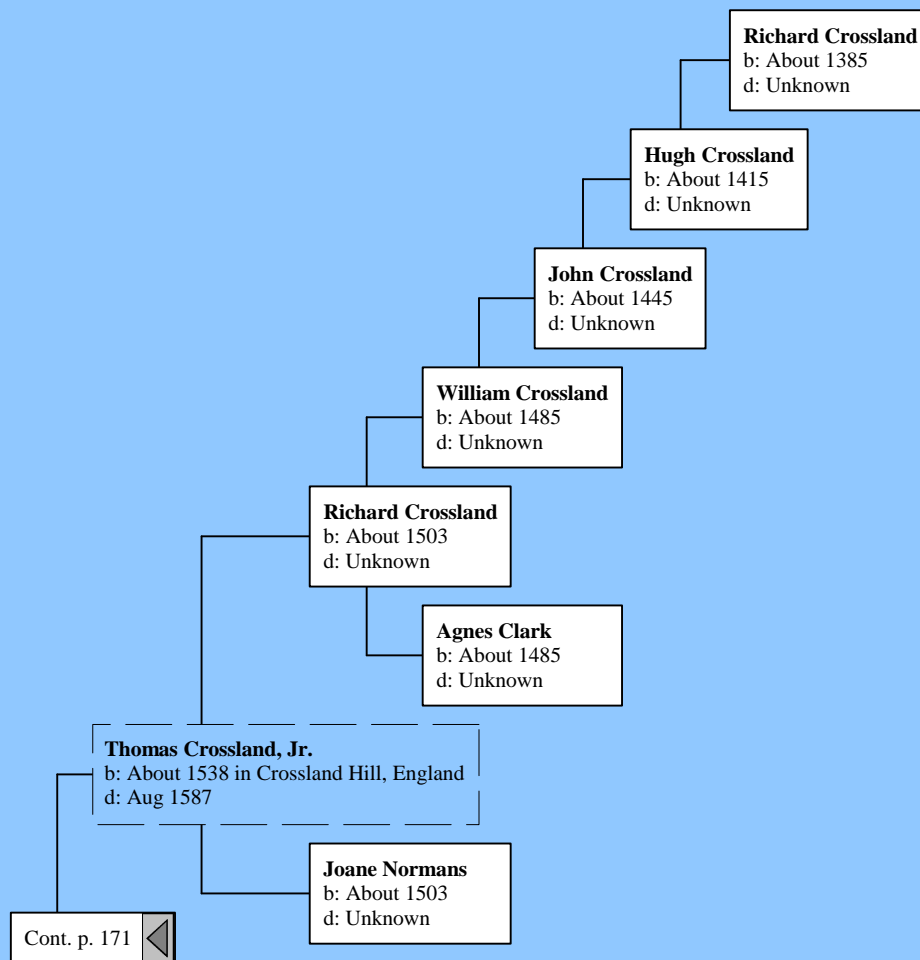 Richard Crossland
b: About 1385
d: Unknown
Hugh Crossland
b: About 1415
d: Unknown
John Crossland
b: About 1445
d: Unknown
William Crossland
b: About 1485
d: Unknown
Richard Crossland
b: About 1503
d: Unknown
Agnes Clark
b: About 1485
d: Unknown
Thomas Crossland, Jr.
b: About 1538 in Crossland Hill, England
d: Aug 1587
Joane Normans
b: About 1503
d: Unknown
Cont. p. 171